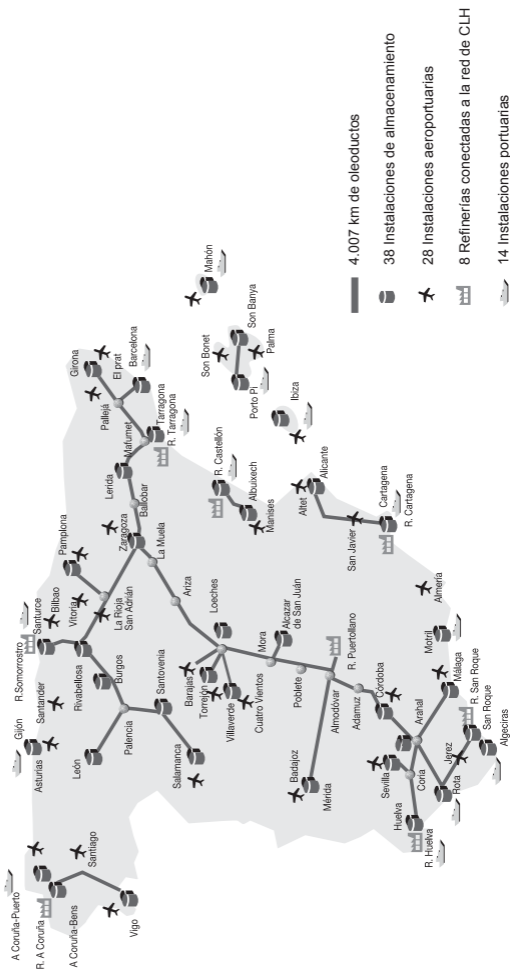 A Coruña-Puerto
R. A Coruña
A Coruña-Bens
Santiago
Vigo
Gijón
Asturias
Santander
R.Somorrostro
Santurce
Bilbao
Vitoria
Pamplona
León
Rivabellosa
Burgos
Palencia
La Rioja
San Adrián
Santovenia
Salamanca
Zaragoza
La Muela
Ballobar
Lerida
Mafumet
Pallejá
Girona
El prat
Barcelona
Tarragona
R. Tarragona
Ariza
Loeches
Barajas
Torrejón
Villaverde
Cuatro Vientos
Mora
Alcazar
de San Juán
Poblete
Almodóvar
R. Puertollano
Badajoz
Mérida
Adamuz
Córdoba
Sevilla
Arahal
Coria
Huelva
R. Huelva
Rota
Jerez
Málaga
R. San Roque
San Roque
Algeciras
Motril
Almería
R. Castellón
Albuixech
Manises
Altet
Alicante
San Javier
Cartagena
R. Cartagena
Mahón
Son Bonet
Son Banya
Palma
Porto Pi
Ibiza
4.007 km de oleoductos
38 Instalaciones de almacenamiento
28 Instalaciones aeroportuarias
8 Refinerías conectadas a la red de CLH
14 Instalaciones portuarias